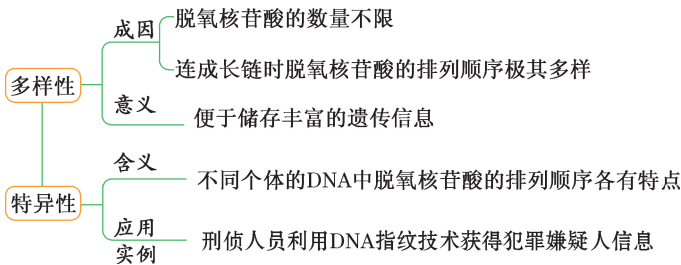 成因
脱氧核苷酸的数量不限
连成长链时脱氧核苷酸的排列顺序极其多样
多样性
意义
便于储存丰富的遗传信息
含义
不同个体的DNA中脱氧核苷酸的排列顺序各有特点
特异性
应用
实例
刑侦人员利用DNA指纹技术获得犯罪嫌疑人信息